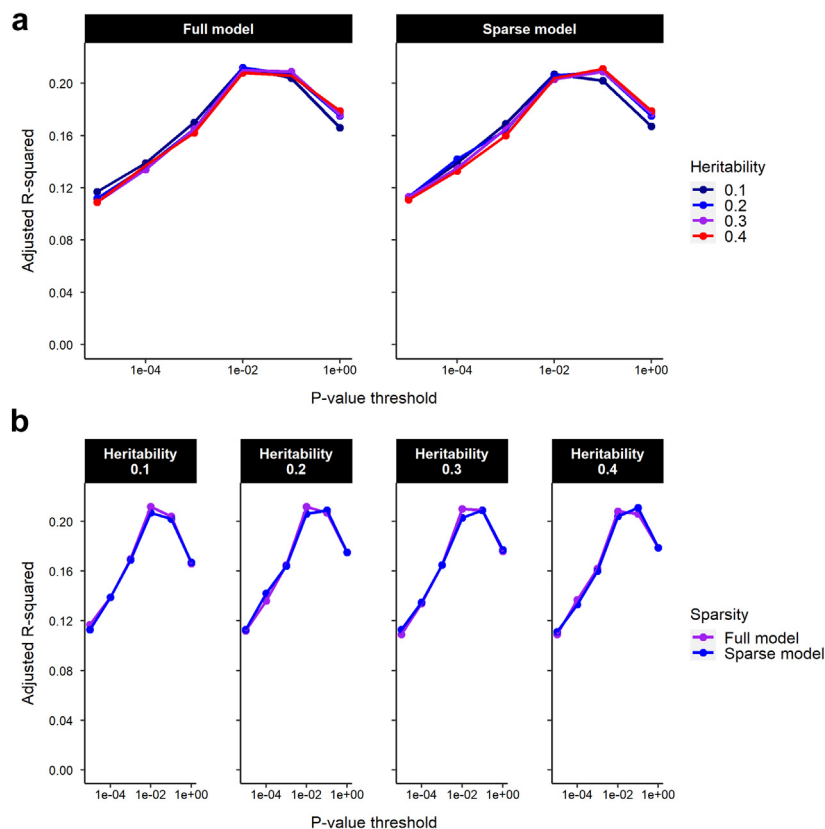 a
Full model
Sparse model
Adjusted R-squared
0.20
0.16
0.12
0.08
0.04
0.00
1e-04
1e-02
1e+00
1e-04
1e-02
1e+00
P-value threshold
Heritability
0.1
0.2
0.3
0.4
b
Heritability
0.1
Heritability
0.2
Heritability
0.3
Heritability
0.4
Adjusted R-squared
0.20
0.16
0.12
0.08
0.04
0.00
1e-04
1e-02
1e+00
1e-04
1e-02
1e+00
1e-04
1e-02
1e+00
1e-04
1e-02
1e+00
P-value threshold
Sparsity
Full model
Sparse model